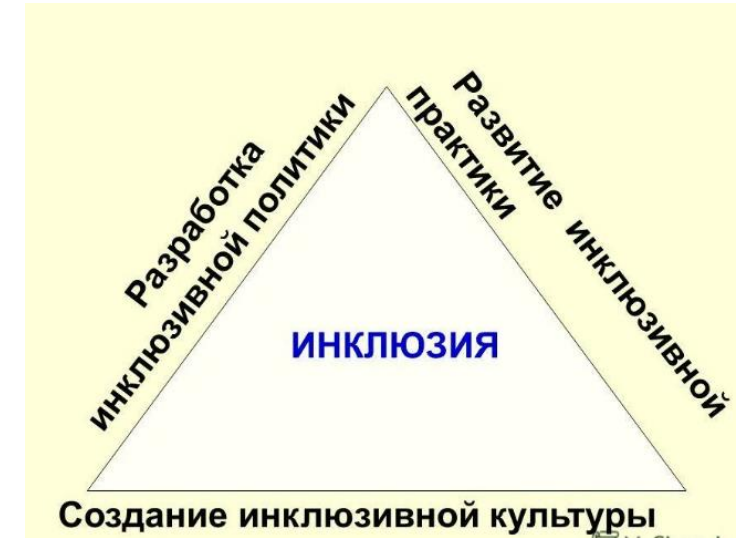 Разработка
инклюзивной политики
Развитие инклюзивной
практики
ИНКЛЮЗИЯ
Создание инклюзивной культуры